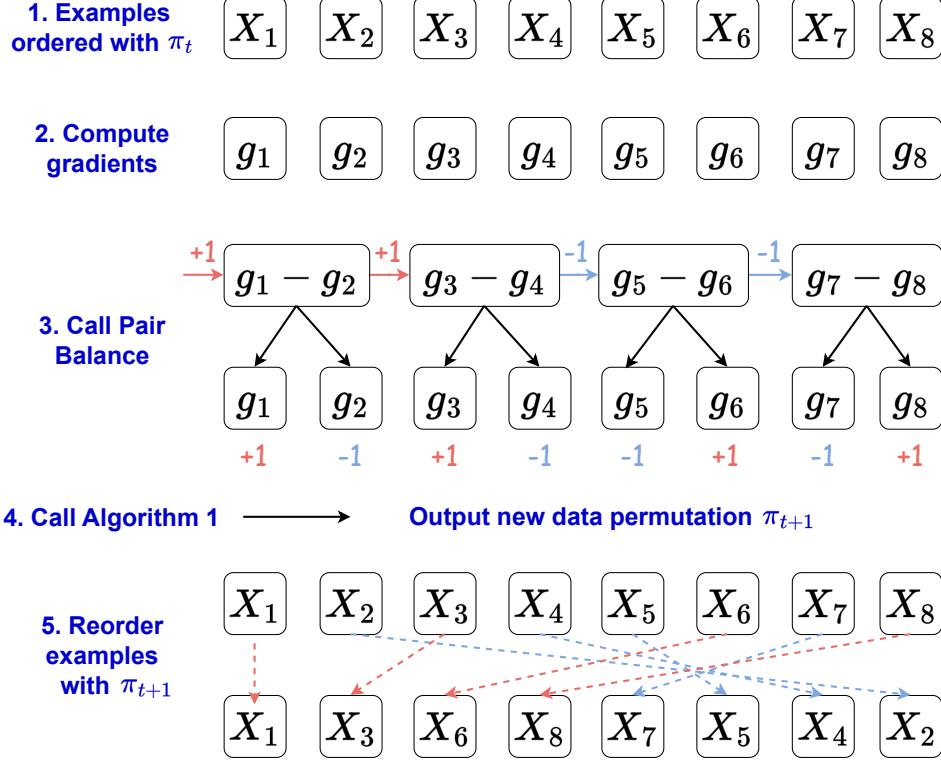 1. Examples
ordered with π_t
X_1 X_2 X_3 X_4 X_5 X_6 X_7 X_8
2. Compute
gradients
g_1 g_2 g_3 g_4 g_5 g_6 g_7 g_8
3. Call Pair
Balance
+1 +1 -1 -1
g_1 − g_2 g_3 − g_4 g_5 − g_6 g_7 − g_8
g_1 g_2 g_3 g_4 g_5 g_6 g_7 g_8
+1 -1 +1 -1 -1 +1 -1 +1
4. Call Algorithm 1 Output new data permutation π_{t+1}
5. Reorder
examples
with π_{t+1}
X_1 X_2 X_3 X_4 X_5 X_6 X_7 X_8
X_1 X_3 X_6 X_8 X_7 X_5 X_4 X_2